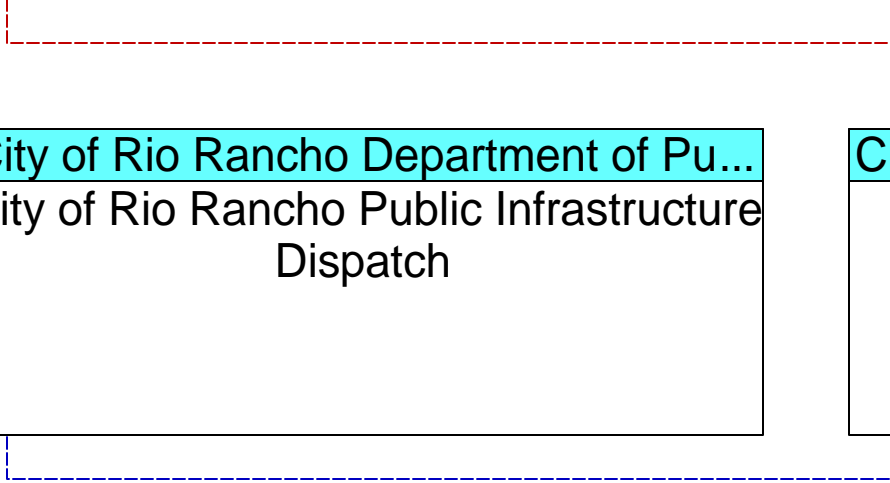 ity of Rio Rancho Department of Pu...
C
ity of Rio Rancho Public Infrastructure
Dispatch